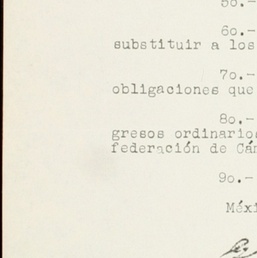 5o.-
6o.-
substituir a los
7o.-
obligaciones que
8o.-
gresos ordinarios
federación de Cám
9o.-
Méxi